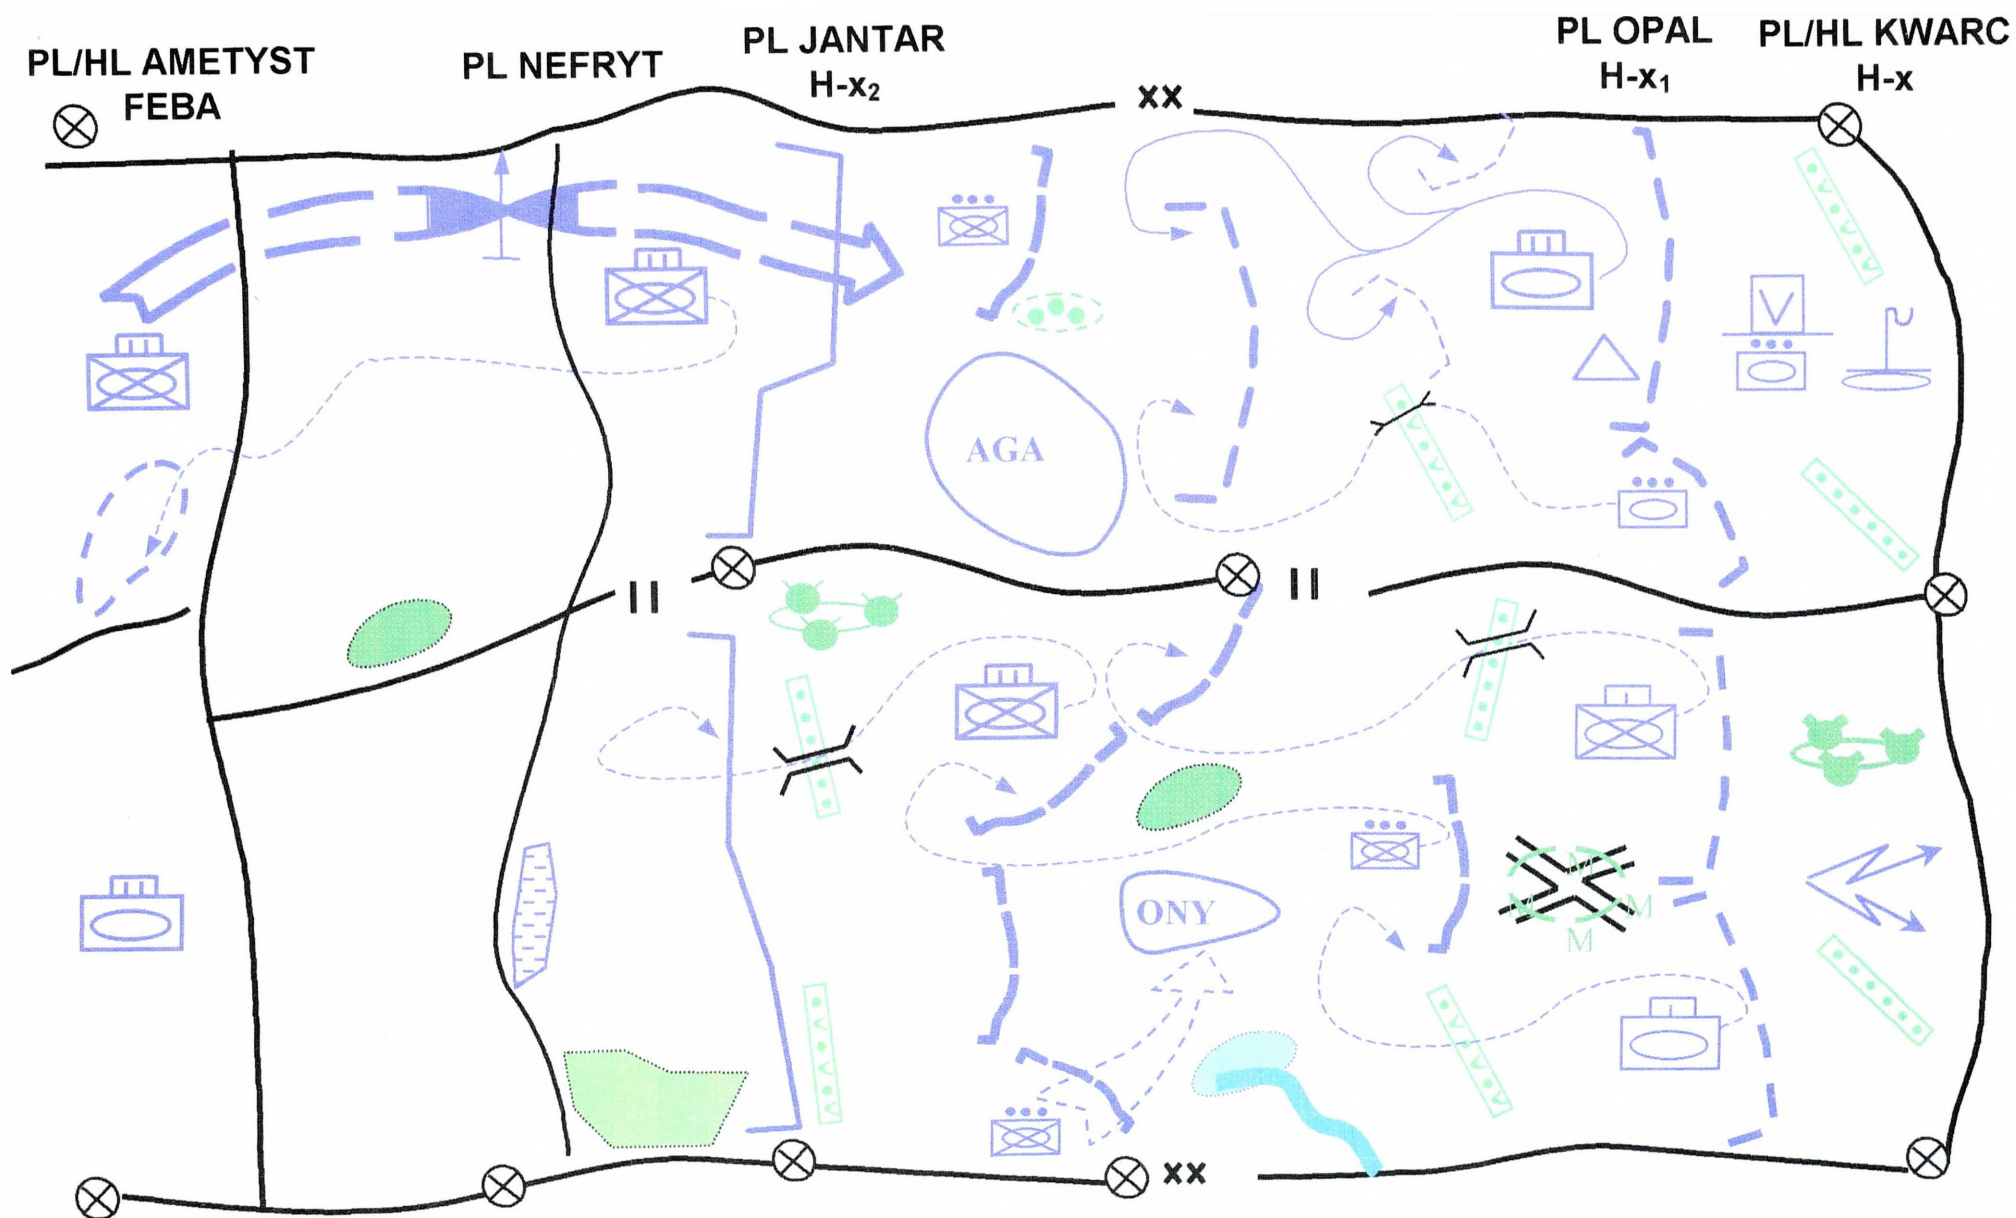 PL/HL AMETYST
FEBA
PL NEFRYT
PL JANTAR
H-x₂
PL OPAL
H-x₁
PL/HL KWARC
H-x
xx
AGA
II
II
ONY
M
M
M
M
xx